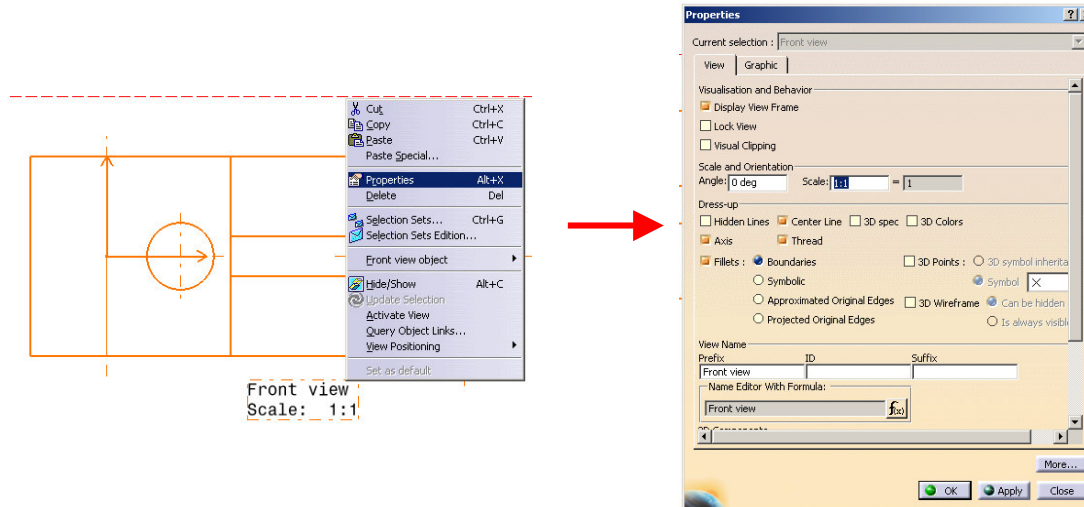 Cut Ctrl+X
Copy Ctrl+C
Paste Ctrl+V
Paste Special...
Properties Alt+X
Delete Del
Selection Sets... Ctrl+G
Selection Sets Edition...
Front view object
Hide/Show Alt+C
Update Selection
Activate View
Query Object Links...
View Positioning
Set as default
Front view
Scale: 1:1
Properties ?
Current selection : Front view
View Graphic
Visualisation and Behavior
Display View Frame
Lock View
Visual Clipping
Scale and Orientation
Angle: 0 deg Scale: 1:1 = 1
Dress-up
Hidden Lines Center Line 3D spec 3D Colors
Axis Thread
Fillets : Boundaries 3D Points : 3D symbol inherita
Symbolic Symbol X
Approximated Original Edges 3D Wireframe Can be hidden
Projected Original Edges Is always visibl
View Name
Prefix ID Suffix
Front view
Name Editor With Formula:
Front view f(x)
More...
OK Apply Close